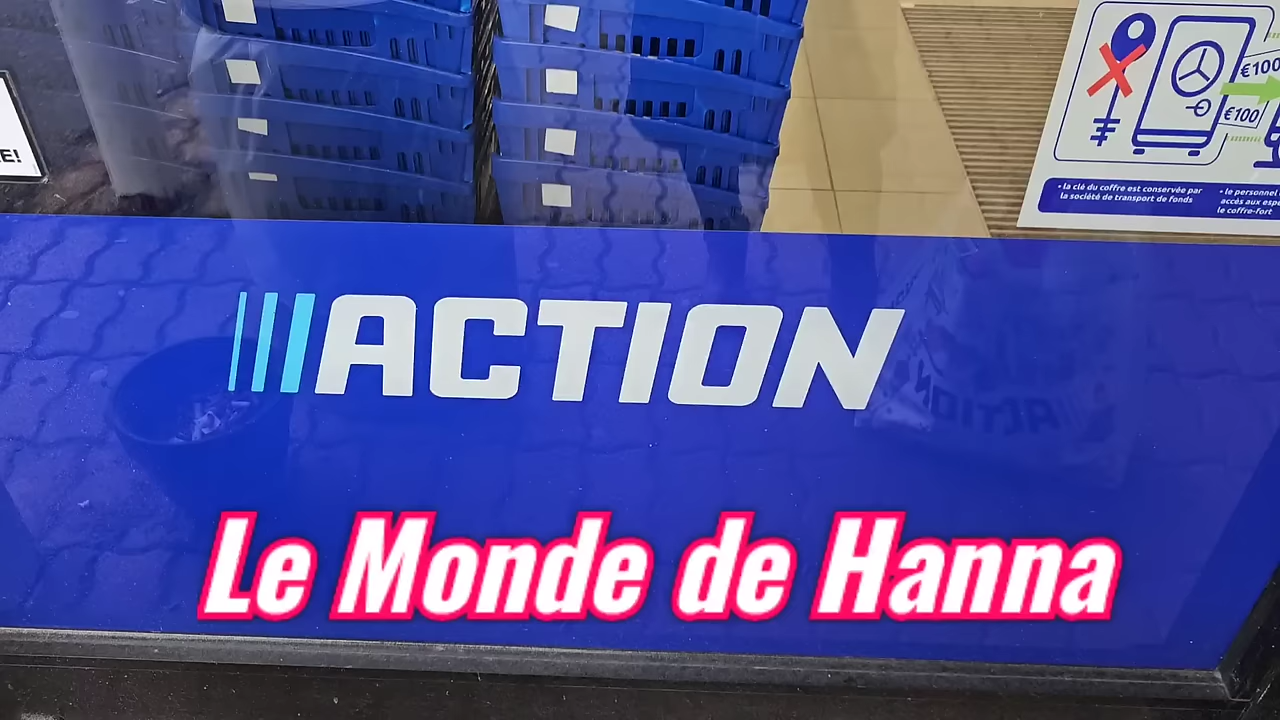 E!
€100
€100
• la clé du coffre est conservée par
la société de transport de fonds
• le personnel
accès aux
le coffre-fort
ACTION
ACTION
Le Monde de Hanna